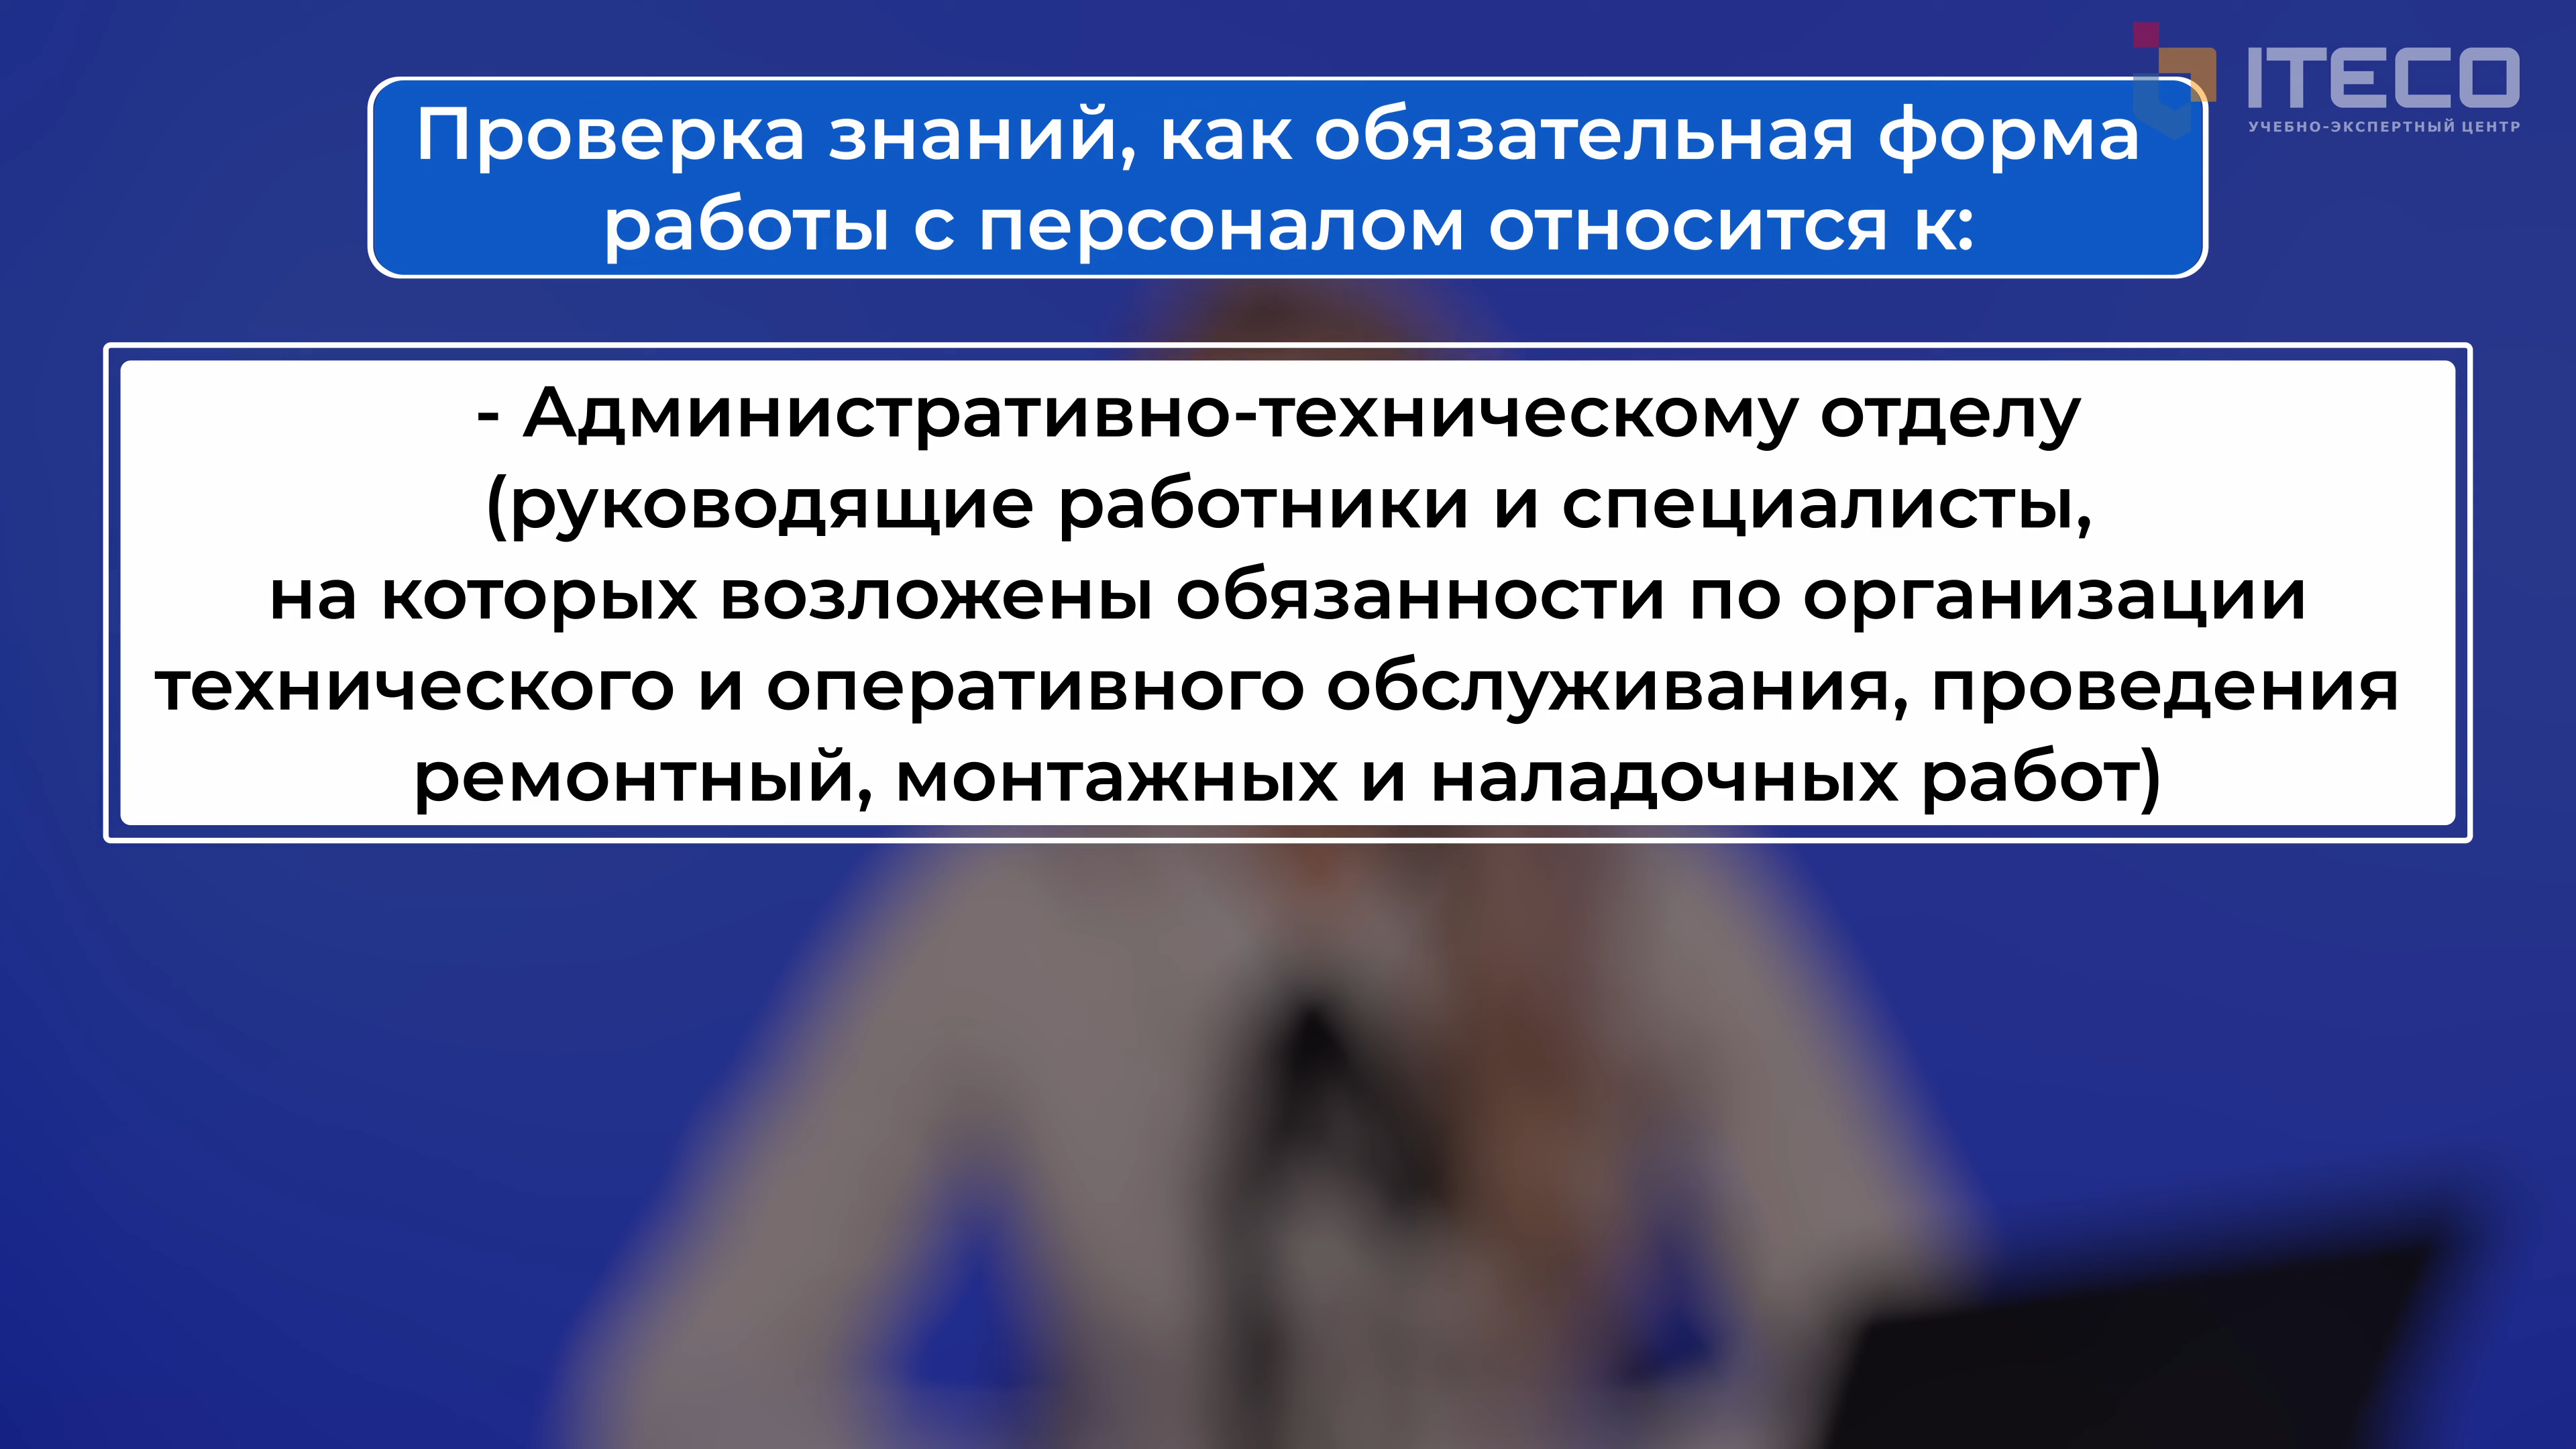 ITECO
УЧЕБНО-ЭКСПЕРТНЫЙ ЦЕНТР
Проверка знаний, как обязательная форма
работы с персоналом относится к:
- Административно-техническому отделу
(руководящие работники и специалисты,
на которых возложены обязанности по организации
технического и оперативного обслуживания, проведения
ремонтный, монтажных и наладочных работ)